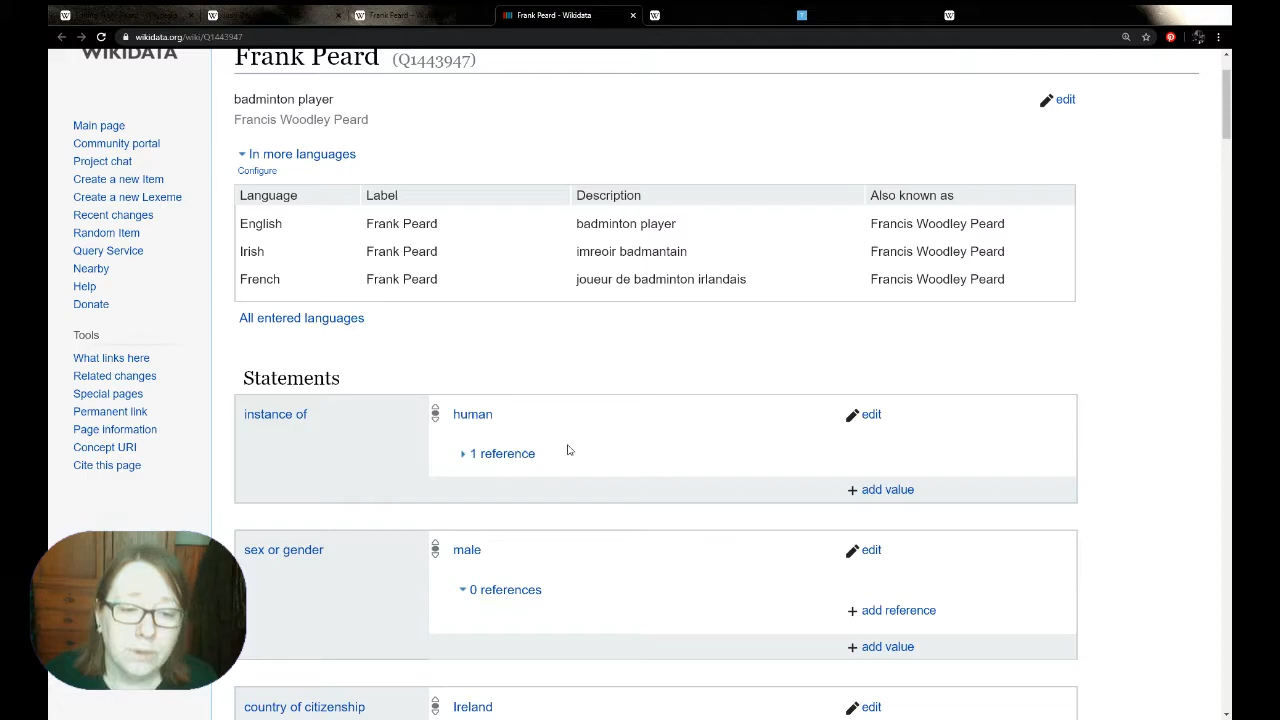 Frank Peard –
Frank Peard - Wikidata
wikidata.org/wiki/Q1443947
WIKIDATA
Main page
Community portal
Project chat
Create a new Item
Create a new Lexeme
Recent changes
Random Item
Query Service
Nearby
Help
Donate
Tools
What links here
Related changes
Special pages
Permanent link
Page information
Concept URI
Cite this page
Frank Peard (Q1443947)
badminton player
edit
Francis Woodley Peard
In more languages
Configure
Language Label Description Also known as
English Frank Peard badminton player Francis Woodley Peard
Irish Frank Peard imreoir badmantain Francis Woodley Peard
French Frank Peard joueur de badminton irlandais Francis Woodley Peard
All entered languages
Statements
instance of human edit
1 reference
+ add value
sex or gender male edit
0 references
+ add reference
+ add value
country of citizenship Ireland edit